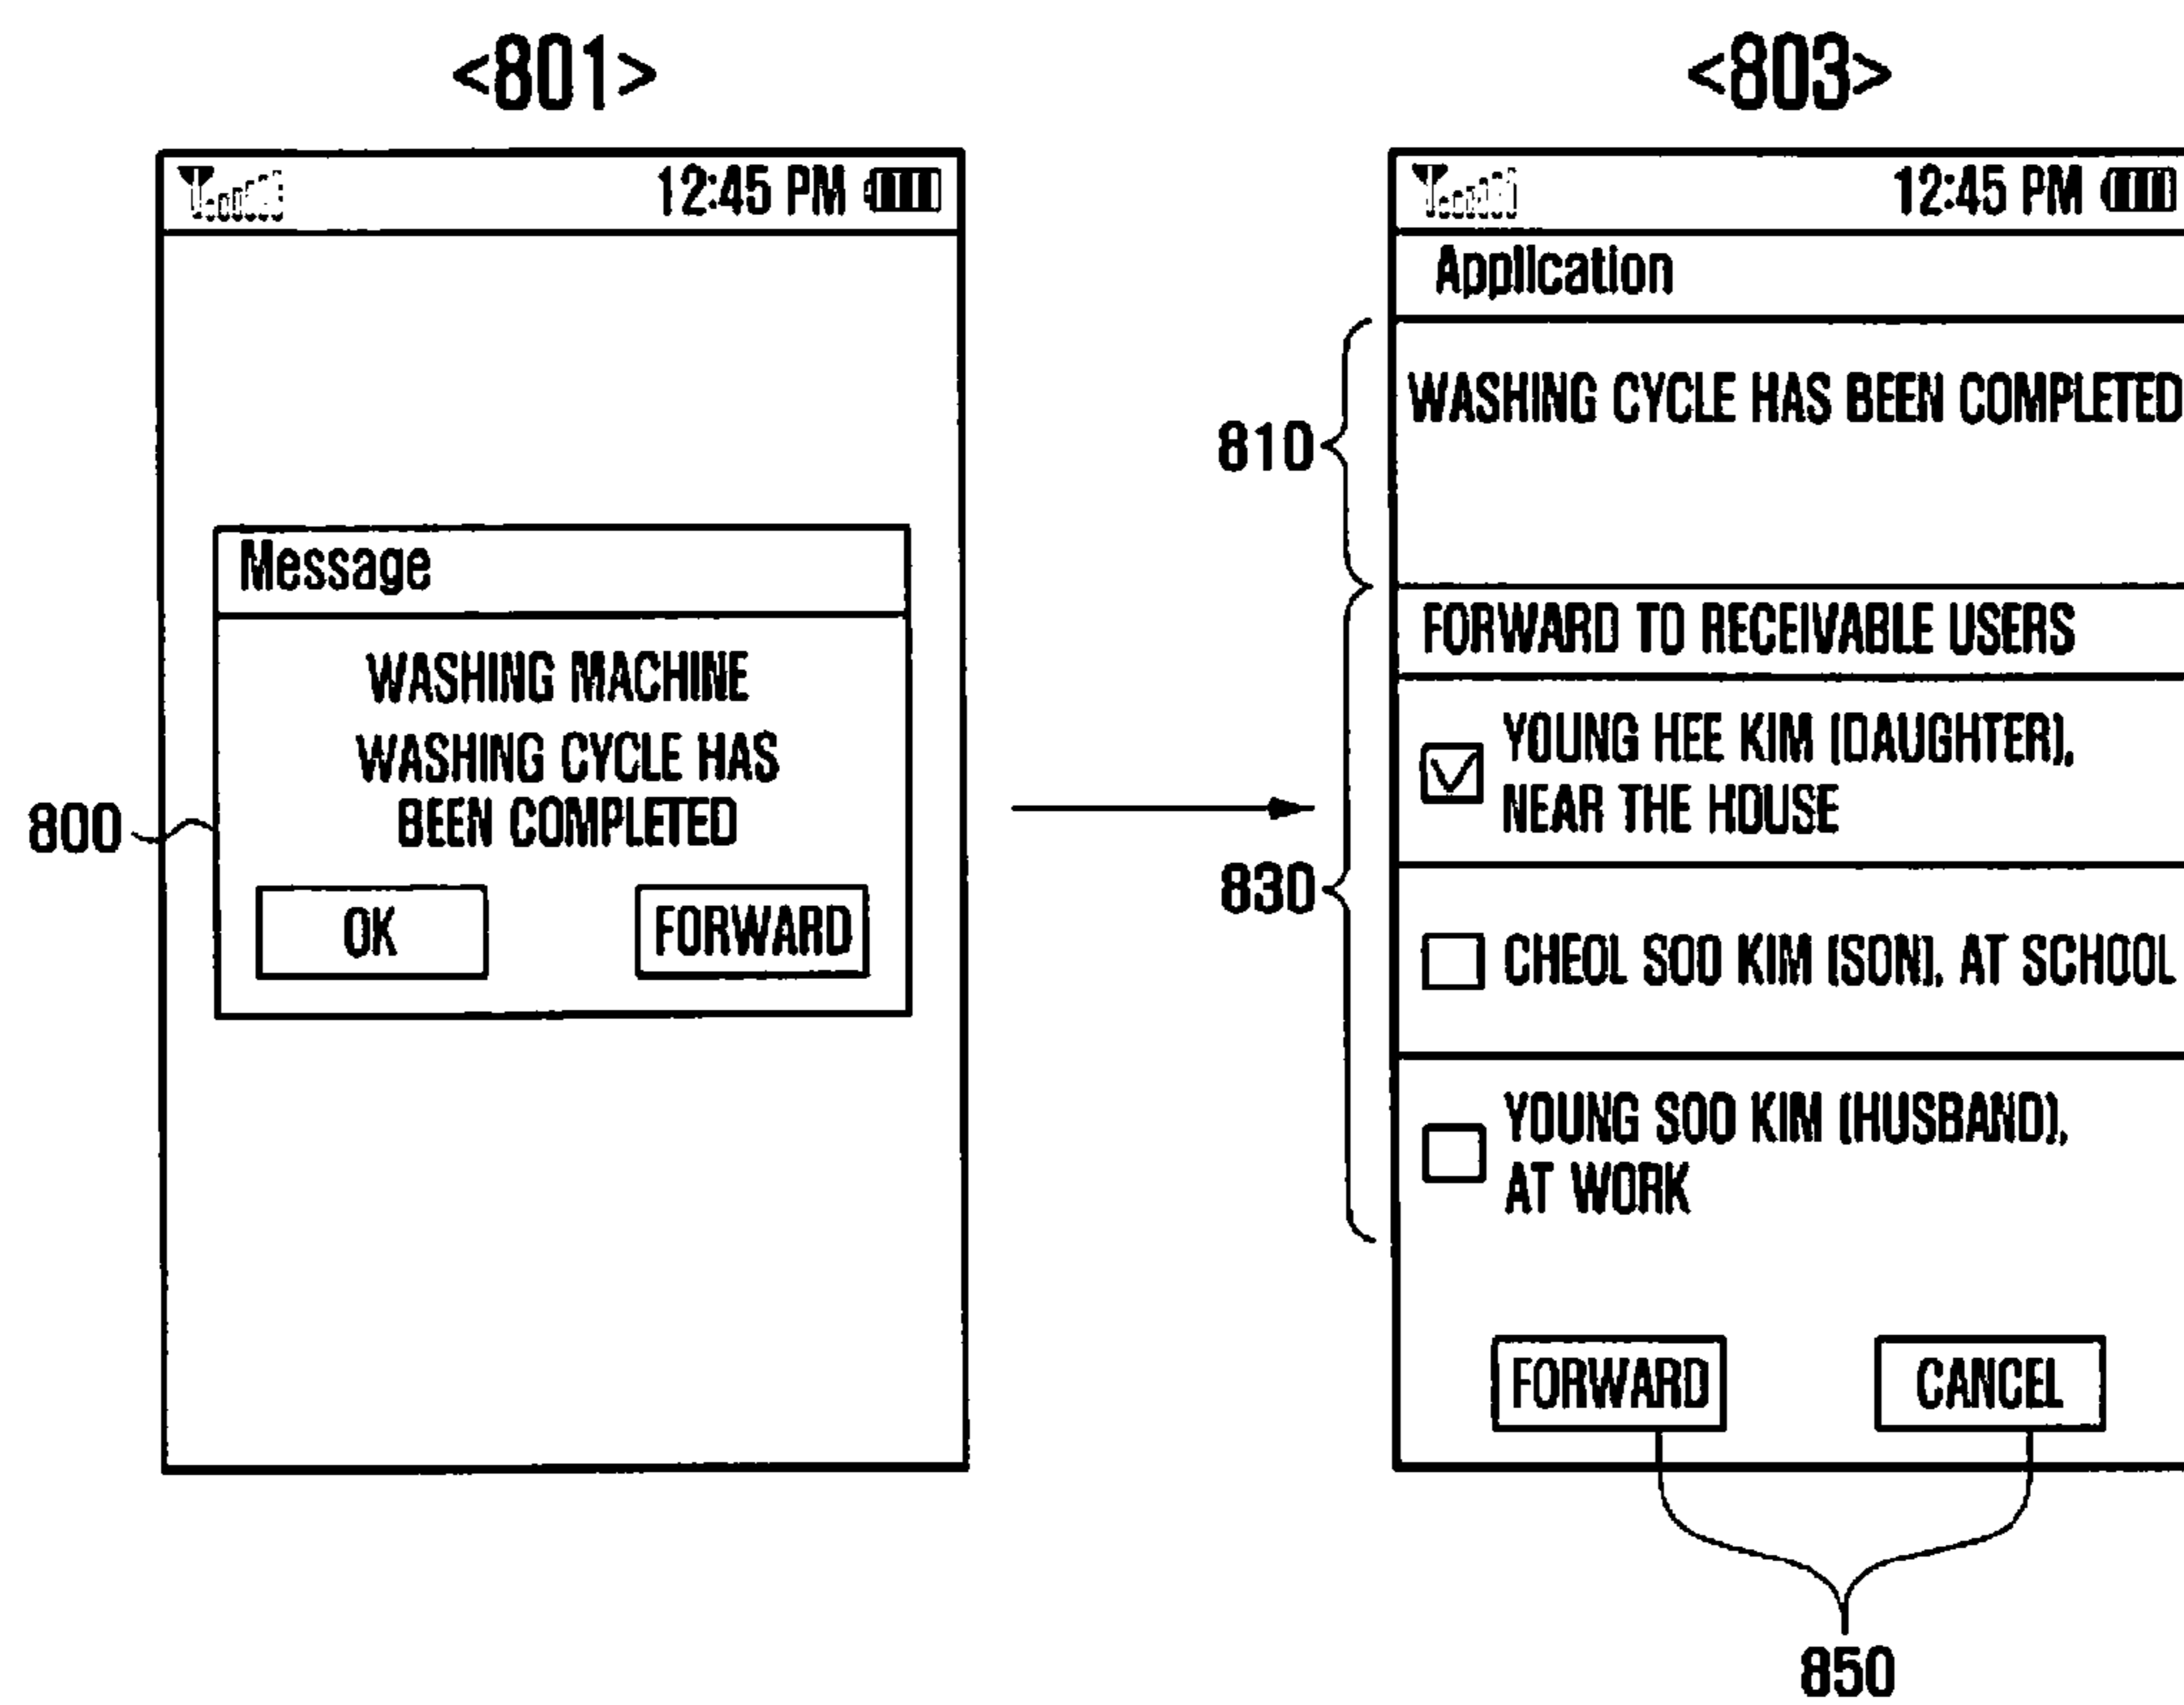 <801>
12:45 PM
Message
WASHING MACHINE
WASHING CYCLE HAS
BEEN COMPLETED
OK
FORWARD
800
<803>
12:45 PM
Application
WASHING CYCLE HAS BEEN COMPLETED
810
FORWARD TO RECEIVABLE USERS
YOUNG HEE KIM (DAUGHTER),
NEAR THE HOUSE
CHEOL SOO KIM (SON), AT SCHOOL
830
YOUNG SOO KIM (HUSBAND),
AT WORK
FORWARD
CANCEL
850